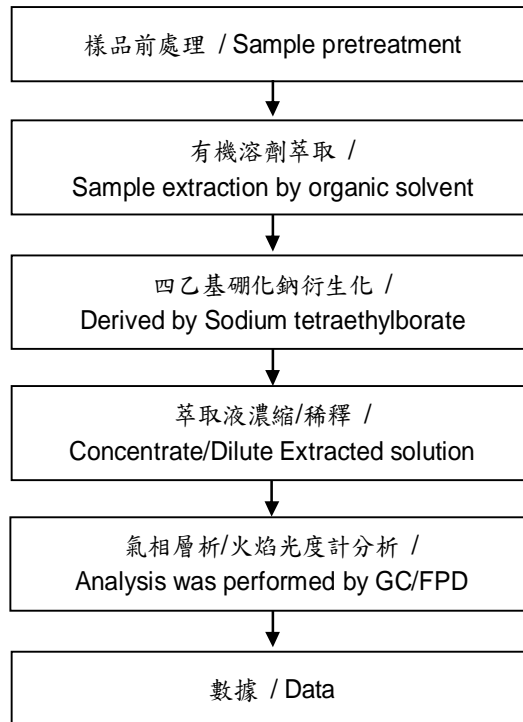 樣品前處理 / Sample pretreatment
有機溶劑萃取 /
Sample extraction by organic solvent
四乙基硼化鈉衍生化 /
Derived by Sodium tetraethylborate
萃取液濃縮/稀釋 /
Concentrate/Dilute Extracted solution
氣相層析/火焰光度計分析 /
Analysis was performed by GC/FPD
數據 / Data